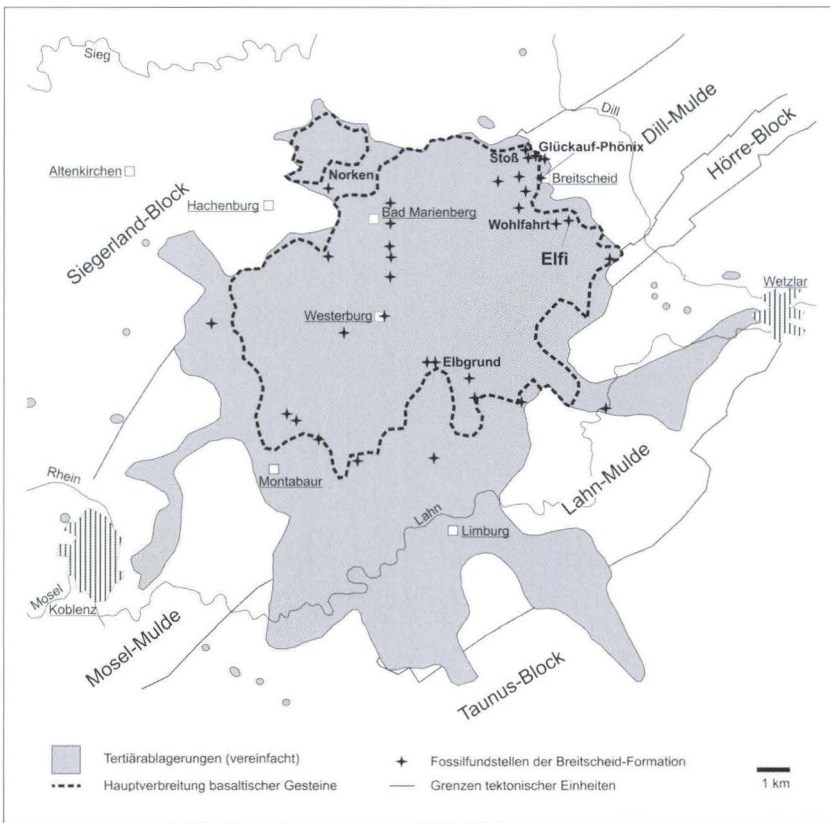 Sieg
Dill
Dill-Mulde
Hörre-Block
Glückauf-Phönix
Stoß
Breitscheid
Altenkirchen
Norken
Hachenburg
Bad Marienberg
Siegerland-Block
Wohlfahrt
Elfi
Wetzlar
Westerburg
Elbgrund
Montabaur
Lahn-Mulde
Rhein
Lahn
Limburg
Mosel
Koblenz
Mosel-Mulde
Taunus-Block
Tertiärablagerungen (vereinfacht)
Fossilfundstellen der Breitscheid-Formation
Hauptverbreitung basaltischer Gesteine
Grenzen tektonischer Einheiten
1 km